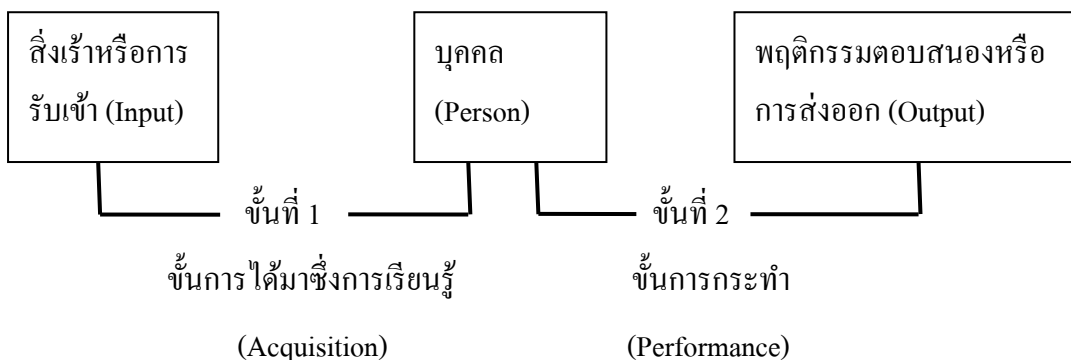 สิ่งเร้าหรือการ
รับเข้า (Input)
บุคคล
(Person)
พฤติกรรมตอบสนองหรือ
การส่งออก (Output)
ขั้นที่ 1
ขั้นที่ 2
ขั้นการได้มาซึ่งการเรียนรู้
ขั้นการกระทำ
(Acquisition)
(Performance)